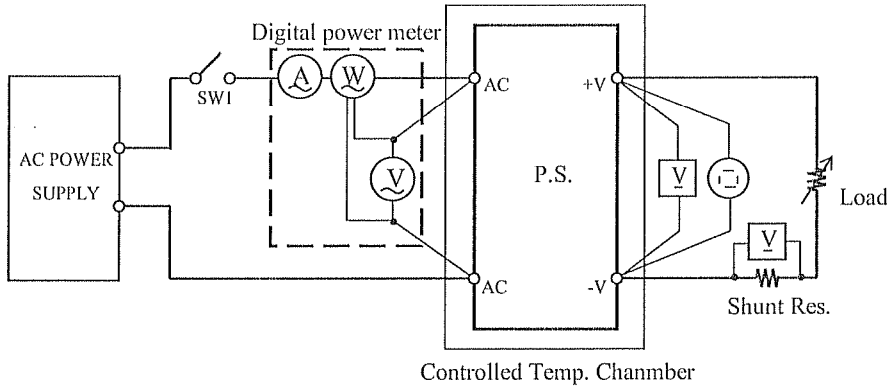 Digital power meter
A
W
SW1
AC
+V
AC POWER
SUPPLY
V
P.S.
V
Load
V
AC
-V
Shunt Res.
Controlled Temp. Chanmber